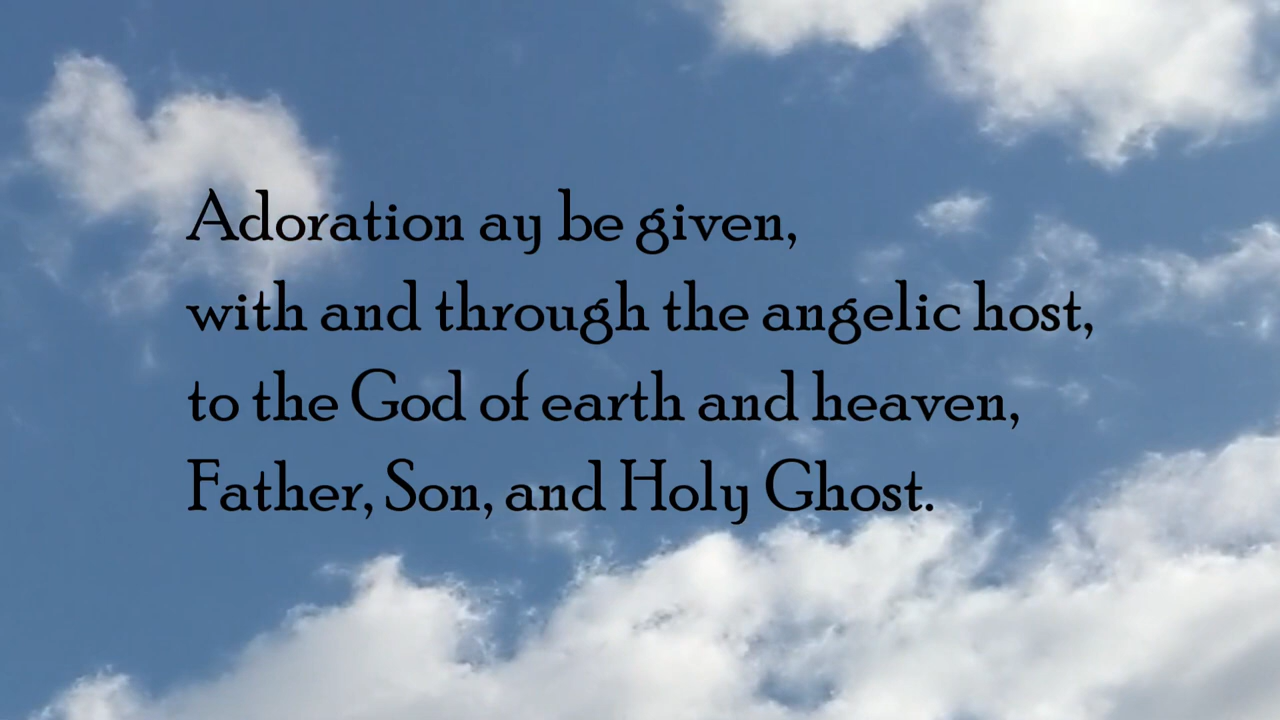 Adoration ay be given,
with and through the angelic host,
to the God of earth and heaven,
Father, Son, and Holy Ghost.